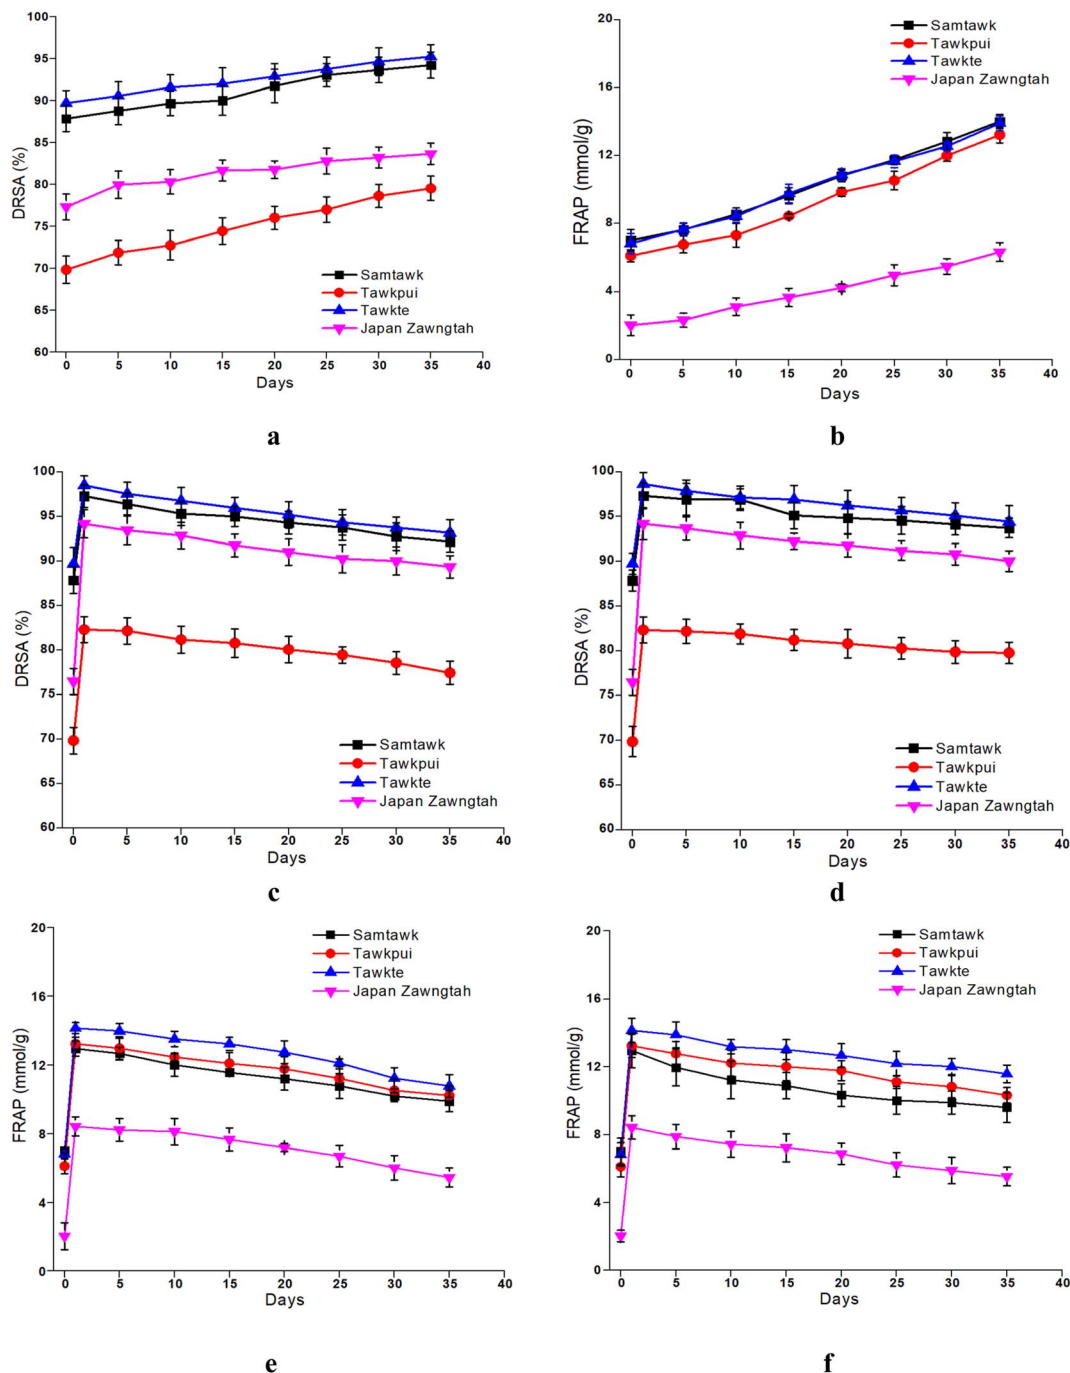 100
95
90
85
80
75
70
65
60
DRSA (%)
Samtawk
Tawkpui
Tawkte
Japan Zawngtah
0 5 10 15 20 25 30 35 40
Days
a
20
16
12
8
4
0
FRAP (mmol/g)
Samtawk
Tawkpui
Tawkte
Japan Zawngtah
0 5 10 15 20 25 30 35 40
Days
b
100
95
90
85
80
75
70
65
60
DRSA (%)
Samtawk
Tawkpui
Tawkte
Japan Zawngtah
0 5 10 15 20 25 30 35 40
Days
c
100
95
90
85
80
75
70
65
60
DRSA (%)
Samtawk
Tawkpui
Tawkte
Japan Zawngtah
0 5 10 15 20 25 30 35 40
Days
d
20
16
12
8
4
0
FRAP (mmol/g)
Samtawk
Tawkpui
Tawkte
Japan Zawngtah
0 5 10 15 20 25 30 35 40
Days
e
20
16
12
8
4
0
FRAP (mmol/g)
Samtawk
Tawkpui
Tawkte
Japan Zawngtah
0 5 10 15 20 25 30 35 40
Days
f